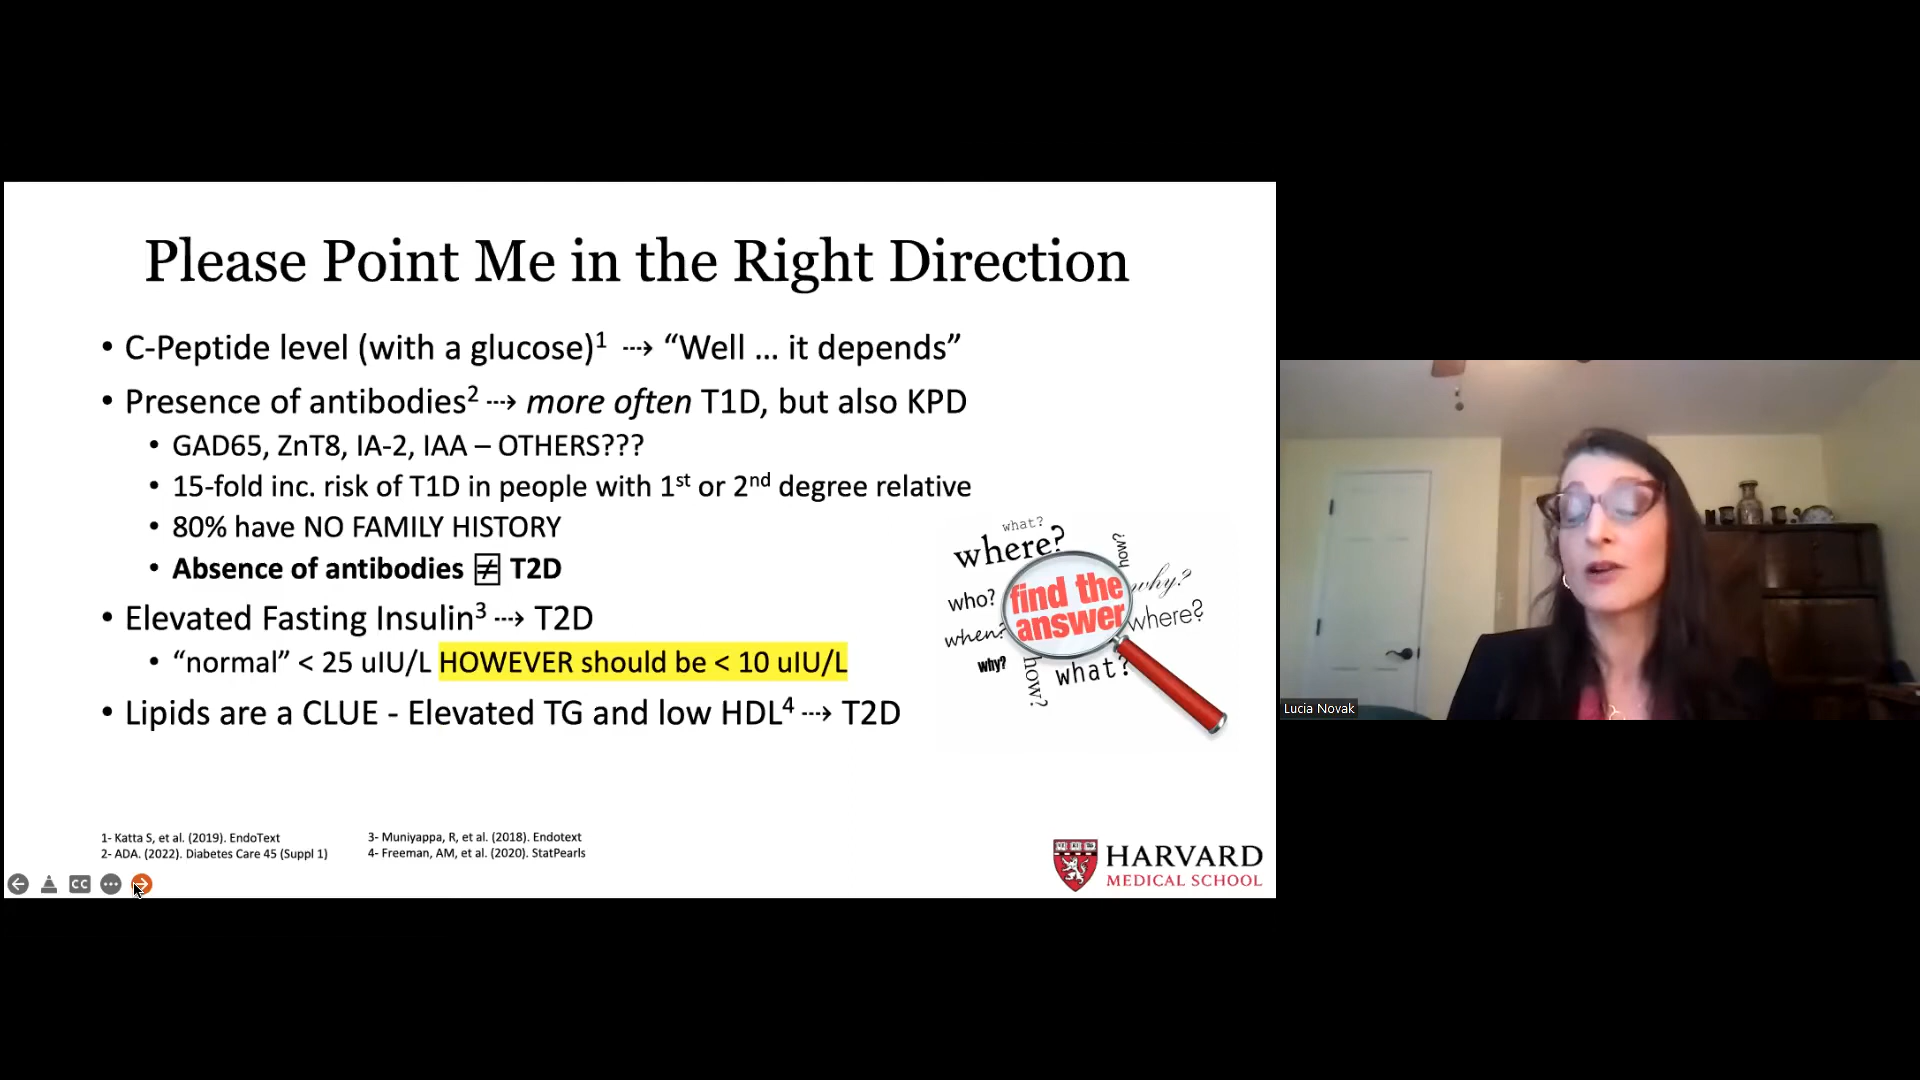 Please Point Me in the Right Direction
• C-Peptide level (with a glucose)¹ ⇢ “Well … it depends”
• Presence of antibodies² ⇢ more often T1D, but also KPD
• GAD65, ZnT8, IA-2, IAA – OTHERS???
• 15-fold inc. risk of T1D in people with 1st or 2nd degree relative
• 80% have NO FAMILY HISTORY
• Absence of antibodies ≠ T2D
• Elevated Fasting Insulin³ ⇢ T2D
• “normal” < 25 uIU/L HOWEVER should be < 10 uIU/L
• Lipids are a CLUE - Elevated TG and low HDL⁴ ⇢ T2D
what?
where?
how?
why?
who?
find the
answer
where?
when?
why?
how?
what?
1- Katta S, et al. (2019). EndoText
2- ADA. (2022). Diabetes Care 45 (Suppl 1)
3- Muniyappa, R, et al. (2018). Endotext
4- Freeman, AM, et al. (2020). StatPearls
HARVARD
MEDICAL SCHOOL
CC
Lucia Novak